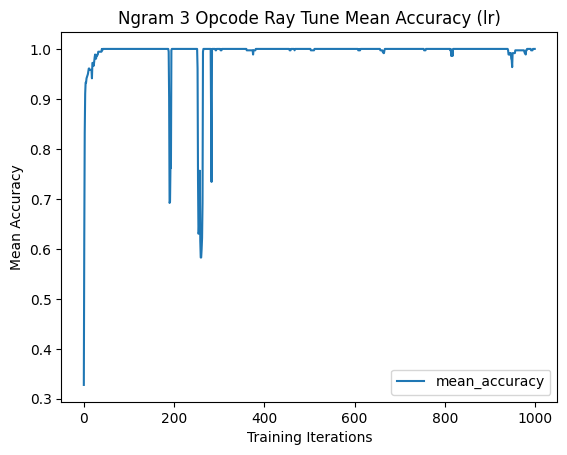 Ngram 3 Opcode Ray Tune Mean Accuracy (lr)
Mean Accuracy
1.0
0.9
0.8
0.7
0.6
0.5
0.4
0.3
mean_accuracy
0 200 400 600 800 1000
Training Iterations